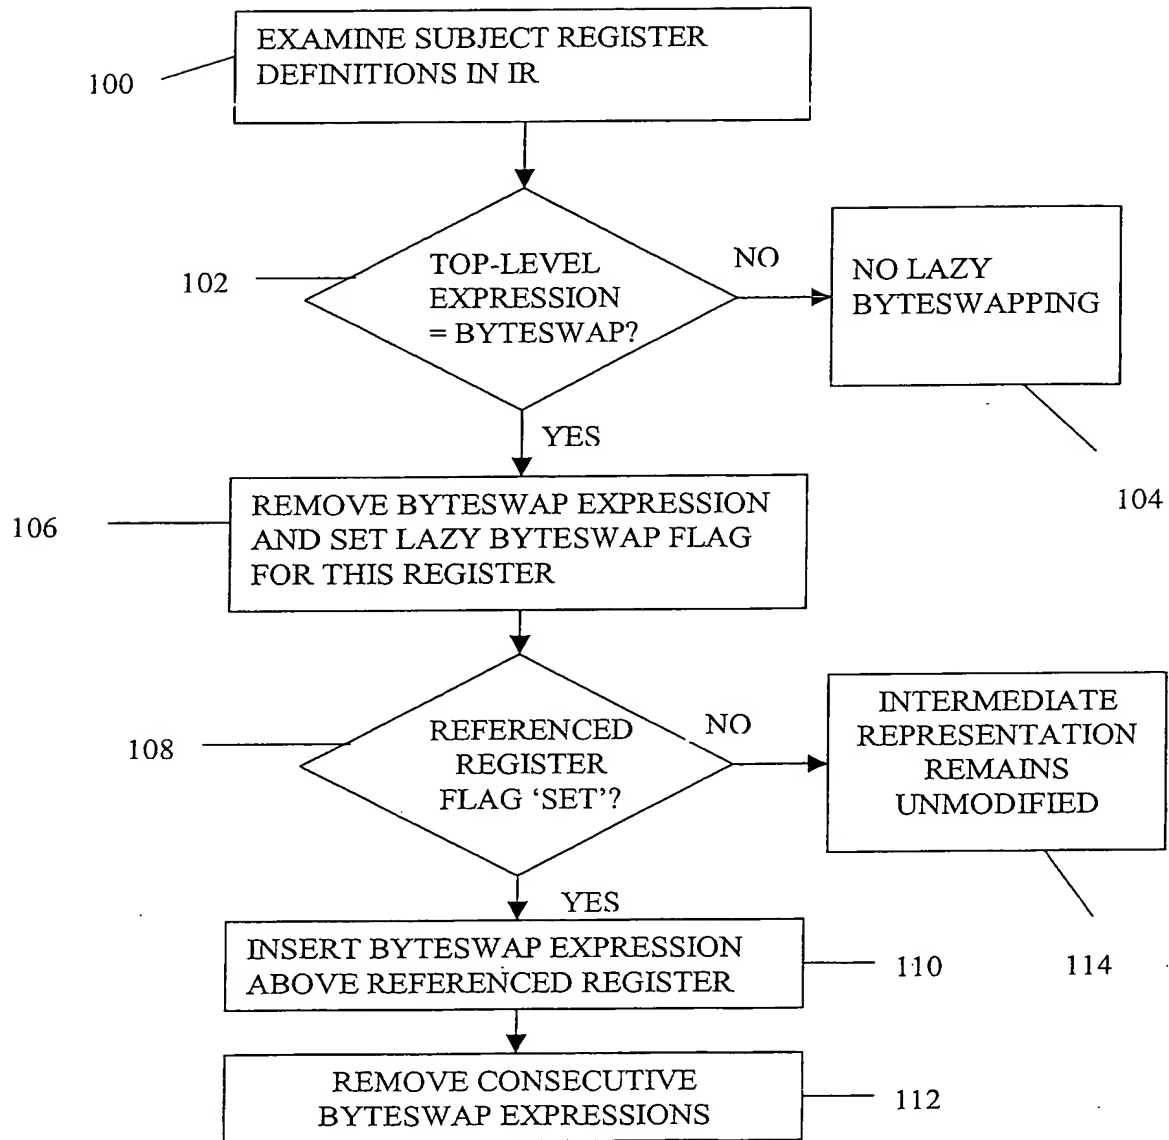 EXAMINE SUBJECT REGISTER
DEFINITIONS IN IR
100
TOP-LEVEL
EXPRESSION
= BYTESWAP?
102
NO
NO LAZY
BYTESWAPPING
104
YES
REMOVE BYTESWAP EXPRESSION
AND SET LAZY BYTESWAP FLAG
FOR THIS REGISTER
106
REFERENCED
REGISTER
FLAG ‘SET’?
108
NO
INTERMEDIATE
REPRESENTATION
REMAINS
UNMODIFIED
114
YES
INSERT BYTESWAP EXPRESSION
ABOVE REFERENCED REGISTER
110
REMOVE CONSECUTIVE
BYTESWAP EXPRESSIONS
112